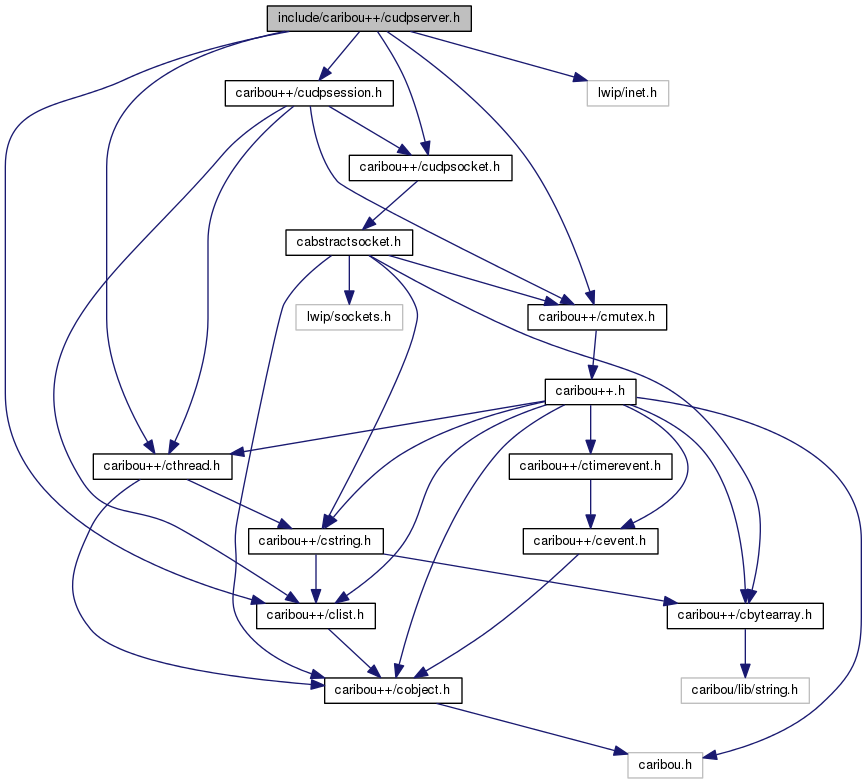 include/caribou++/cudpserver.h
caribou++/cudpsession.h
lwip/inet.h
caribou++/cudpsocket.h
cabstractsocket.h
lwip/sockets.h
caribou++/cmutex.h
caribou++.h
caribou++/cthread.h
caribou++/ctimerevent.h
caribou++/cstring.h
caribou++/cevent.h
caribou++/clist.h
caribou++/cbytearray.h
caribou++/cobject.h
caribou/lib/string.h
caribou.h